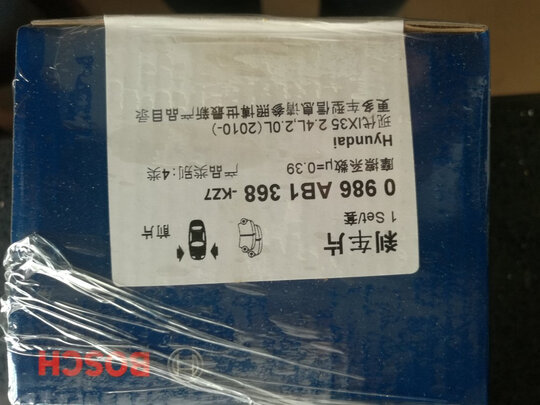 BOSCH
刹车片
1 Set/套
前片
0 986 AB1 368 -KZ7
摩擦系数μ=0.39
产品类别:4类
Hyundai
现代IX35 2.4L,2.0L(2010-)
更多车型信息请参照博世最新产品目录